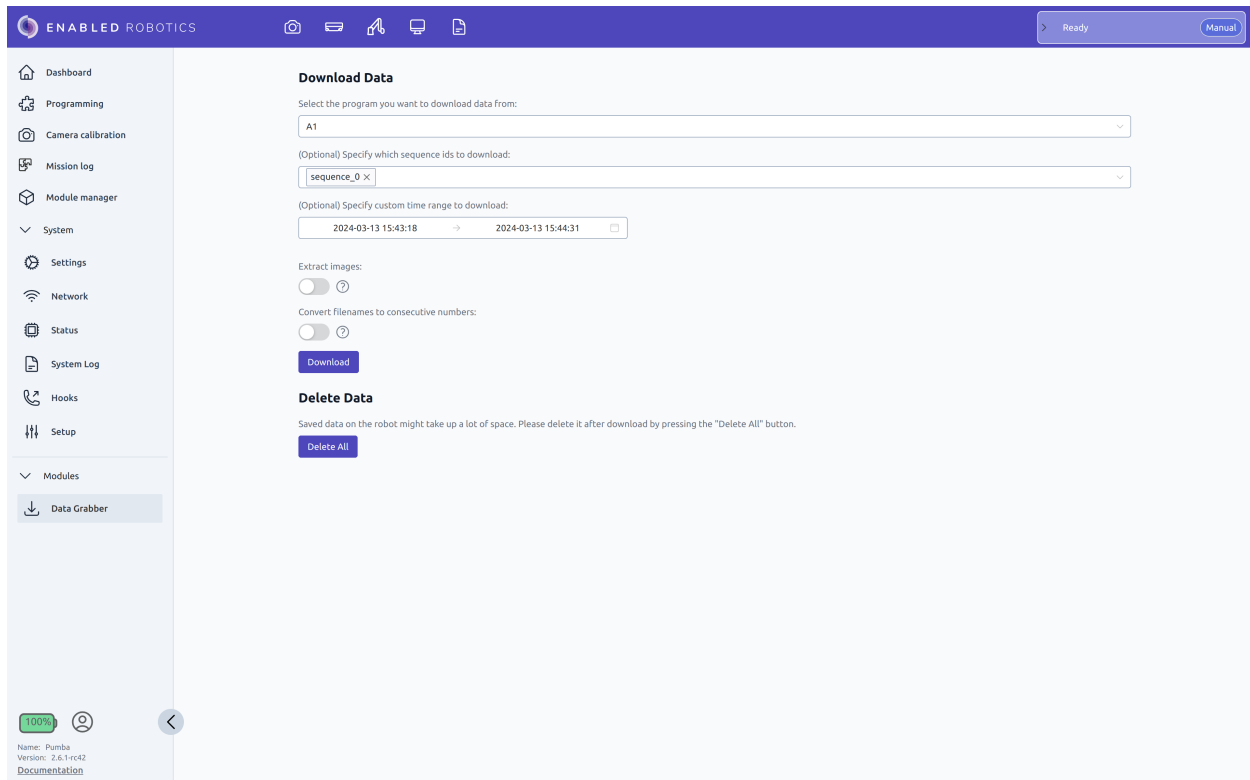 ENABLED ROBOTICS
Ready
Manual
Dashboard
Programming
Camera calibration
Mission log
Module manager
System
Settings
Network
Status
System Log
Hooks
Setup
Modules
Data Grabber
100%
Name: Pumba
Version: 2.6.1-rc42
Documentation
Download Data
Select the program you want to download data from:
A1
(Optional) Specify which sequence ids to download:
sequence_0
(Optional) Specify custom time range to download:
2024-03-13 15:43:18 → 2024-03-13 15:44:31
Extract images:
Convert filenames to consecutive numbers:
Download
Delete Data
Saved data on the robot might take up a lot of space. Please delete it after download by pressing the "Delete All" button.
Delete All